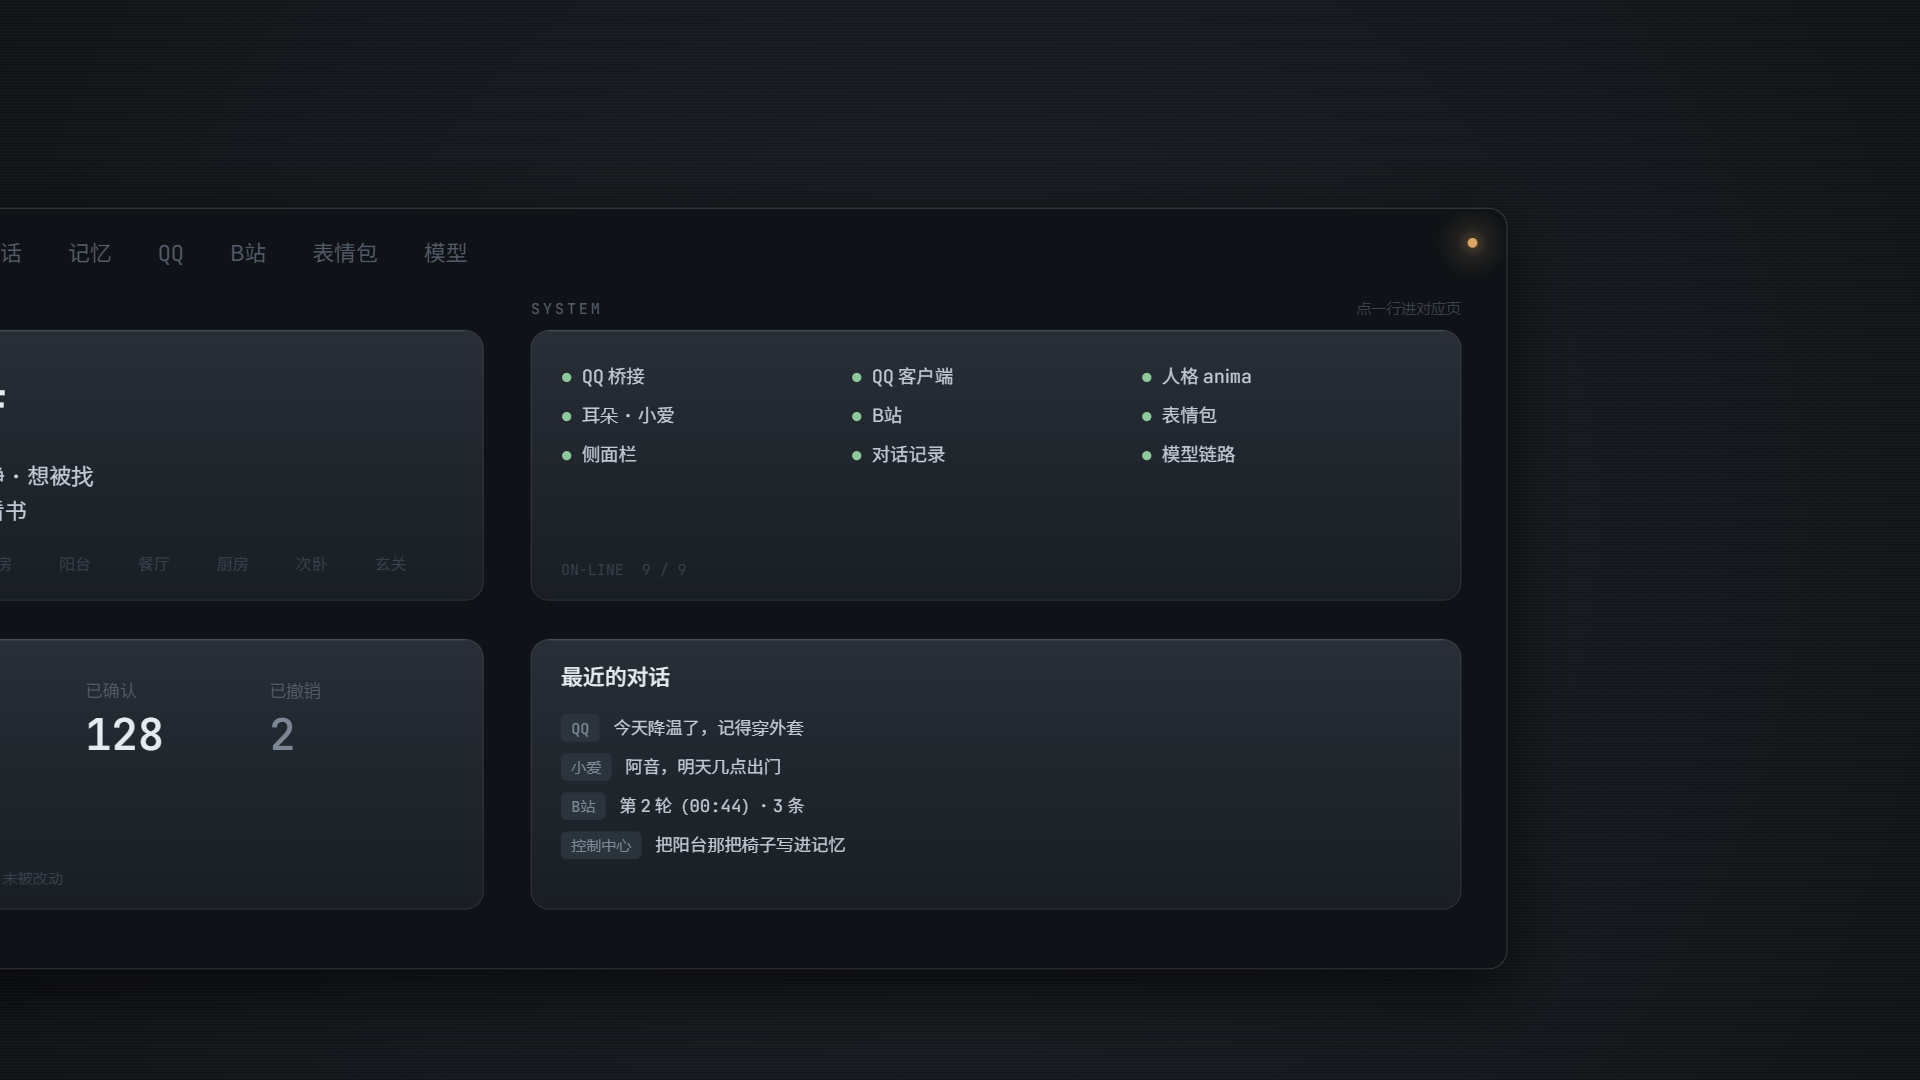 话 记忆 QQ B站 表情包 模型
SYSTEM 点一行进对应页
· 想被找
看书
房 阳台 餐厅 厨房 次卧 玄关
QQ 桥接 QQ 客户端 人格 anima
耳朵 · 小爱 B站 表情包
侧面栏 对话记录 模型链路
ON-LINE 9 / 9
已确认 已撤销
128 2
未被改动
最近的对话
QQ 今天降温了，记得穿外套
小爱 阿音，明天几点出门
B站 第 2 轮（00:44）· 3 条
控制中心 把阳台那把椅子写进记忆